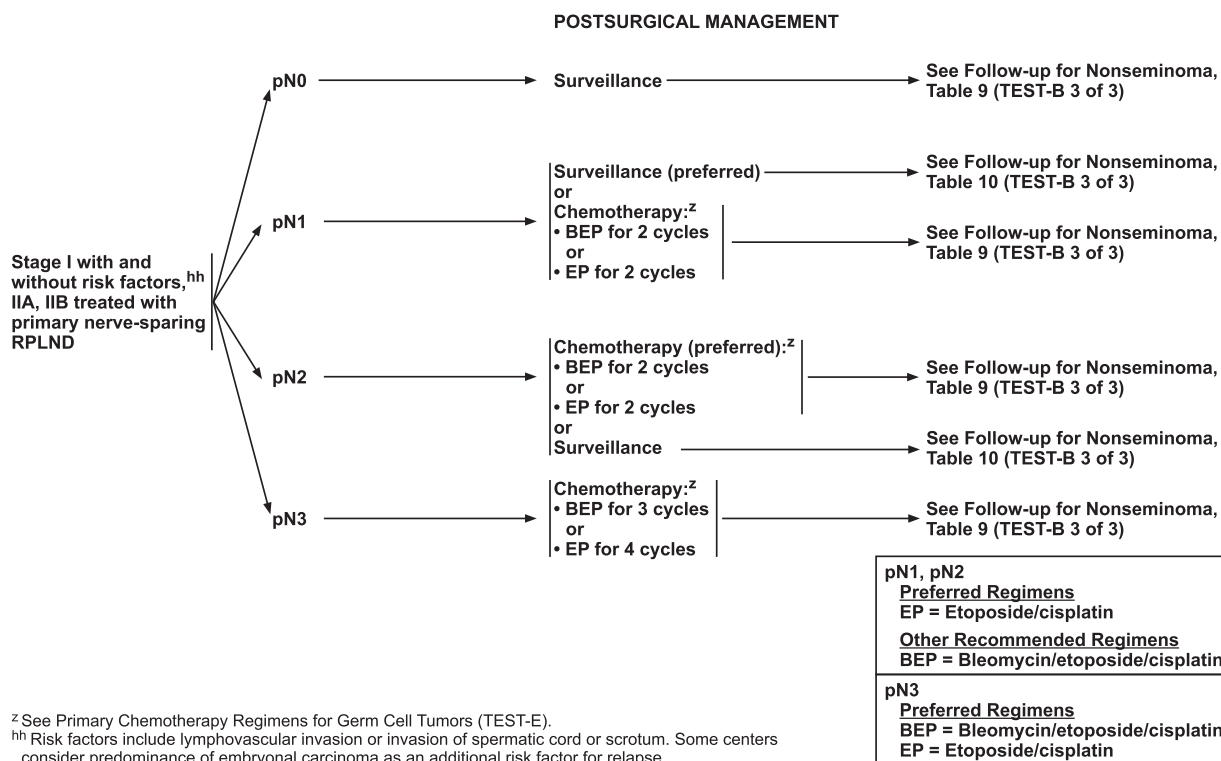 POSTSURGICAL MANAGEMENT
pN0
Surveillance
See Follow-up for Nonseminoma,
Table 9 (TEST-B 3 of 3)
Stage I with and
without risk factors,hh
IIA, IIB treated with
primary nerve-sparing
RPLND
pN1
Surveillance (preferred)
or
Chemotherapy:z
• BEP for 2 cycles
or
• EP for 2 cycles
See Follow-up for Nonseminoma,
Table 10 (TEST-B 3 of 3)
See Follow-up for Nonseminoma,
Table 9 (TEST-B 3 of 3)
pN2
Chemotherapy (preferred):z
• BEP for 2 cycles
or
• EP for 2 cycles
or
Surveillance
See Follow-up for Nonseminoma,
Table 9 (TEST-B 3 of 3)
See Follow-up for Nonseminoma,
Table 10 (TEST-B 3 of 3)
pN3
Chemotherapy:z
• BEP for 3 cycles
or
• EP for 4 cycles
See Follow-up for Nonseminoma,
Table 9 (TEST-B 3 of 3)
pN1, pN2
Preferred Regimens
EP = Etoposide/cisplatin
Other Recommended Regimens
BEP = Bleomycin/etoposide/cisplatin
pN3
Preferred Regimens
BEP = Bleomycin/etoposide/cisplatin
EP = Etoposide/cisplatin
z See Primary Chemotherapy Regimens for Germ Cell Tumors (TEST-E).
hh Risk factors include lymphovascular invasion or invasion of spermatic cord or scrotum. Some centers
consider predominance of embryonal carcinoma as an additional risk factor for relapse